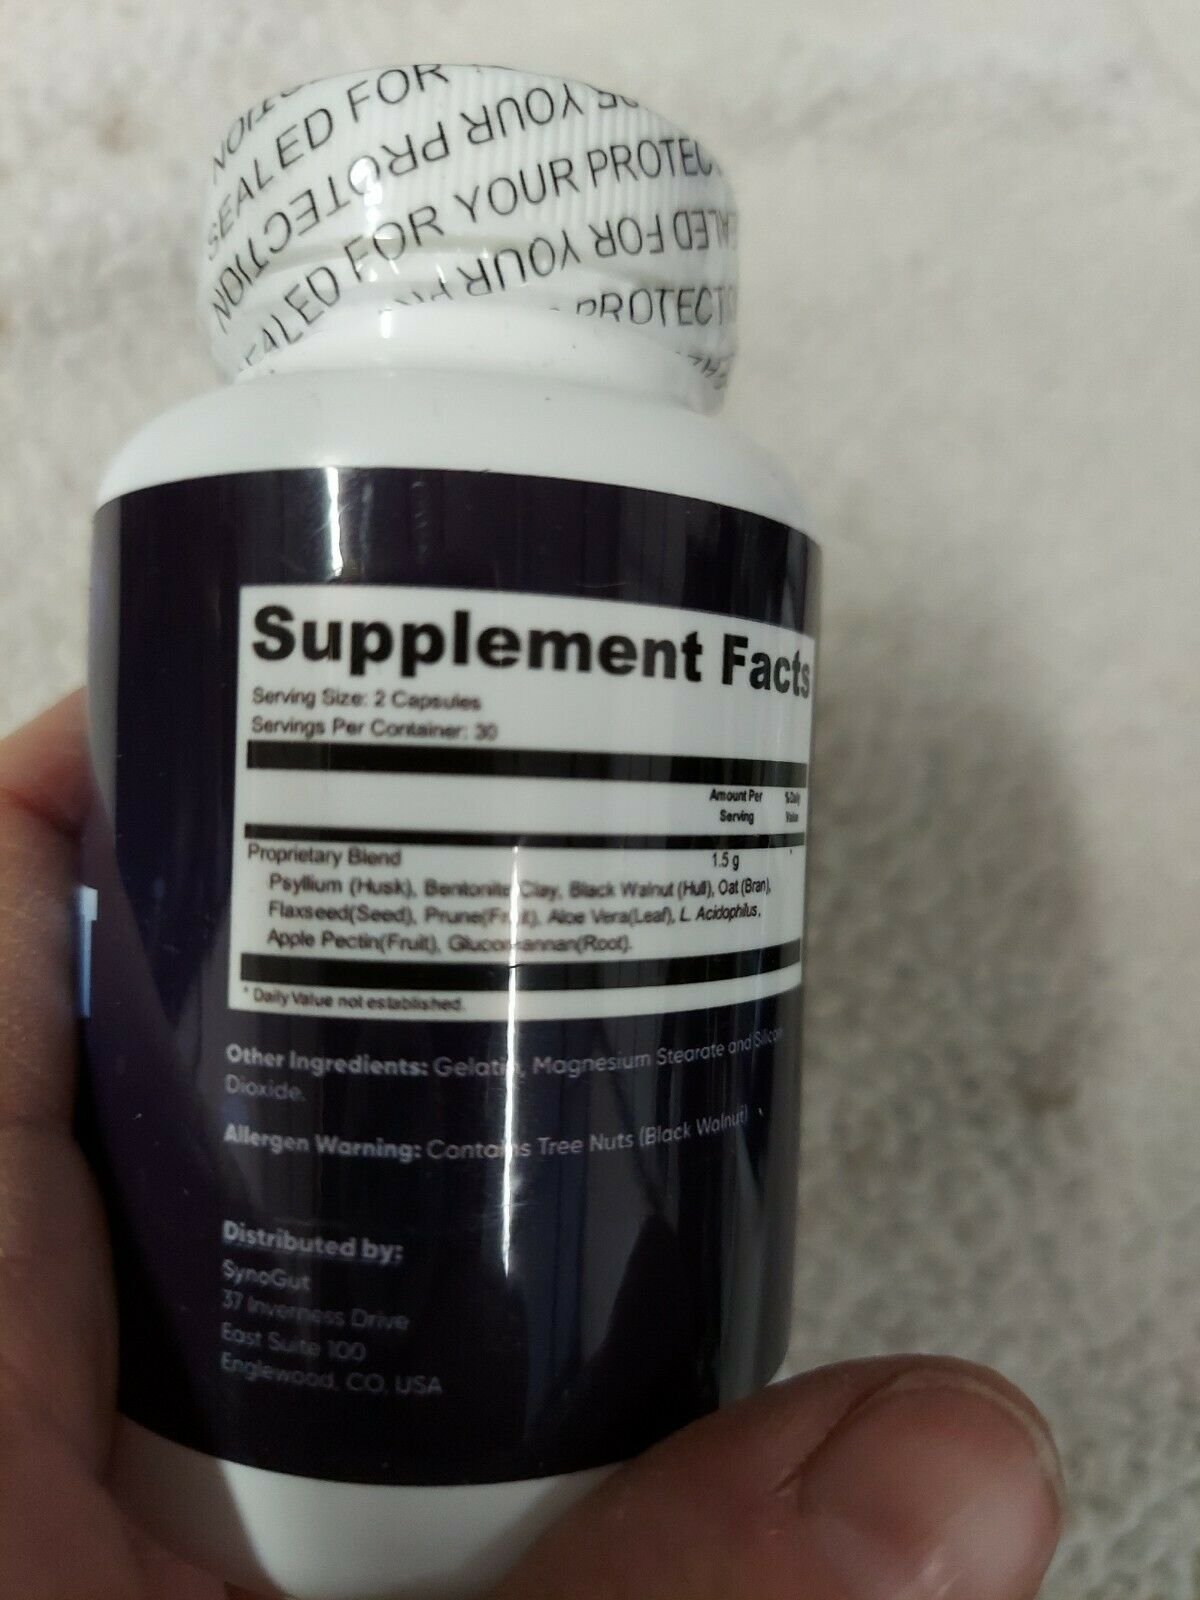 SEALED FOR
SEALED FOR YOUR PROTEC
Supplement Facts
Serving Size: 2 Capsules
Servings Per Container: 30
Amount Per
Serving
% Daily
Value
Proprietary Blend 1.5 g *
Psyllium (Husk), Bentonite Clay, Black Walnut (Hull), Oat (Bran),
Flaxseed(Seed), Prune(Fruit), Aloe Vera(Leaf), L. Acidophilus,
Apple Pectin(Fruit), Glucomannan(Root).
* Daily Value not established.
Other Ingredients: Gelatin, Magnesium Stearate and Silicon
Dioxide.
Allergen Warning: Contains Tree Nuts (Black Walnut)
Distributed by:
SynoGut
37 Inverness Drive
East Suite 100
Englewood, CO, USA